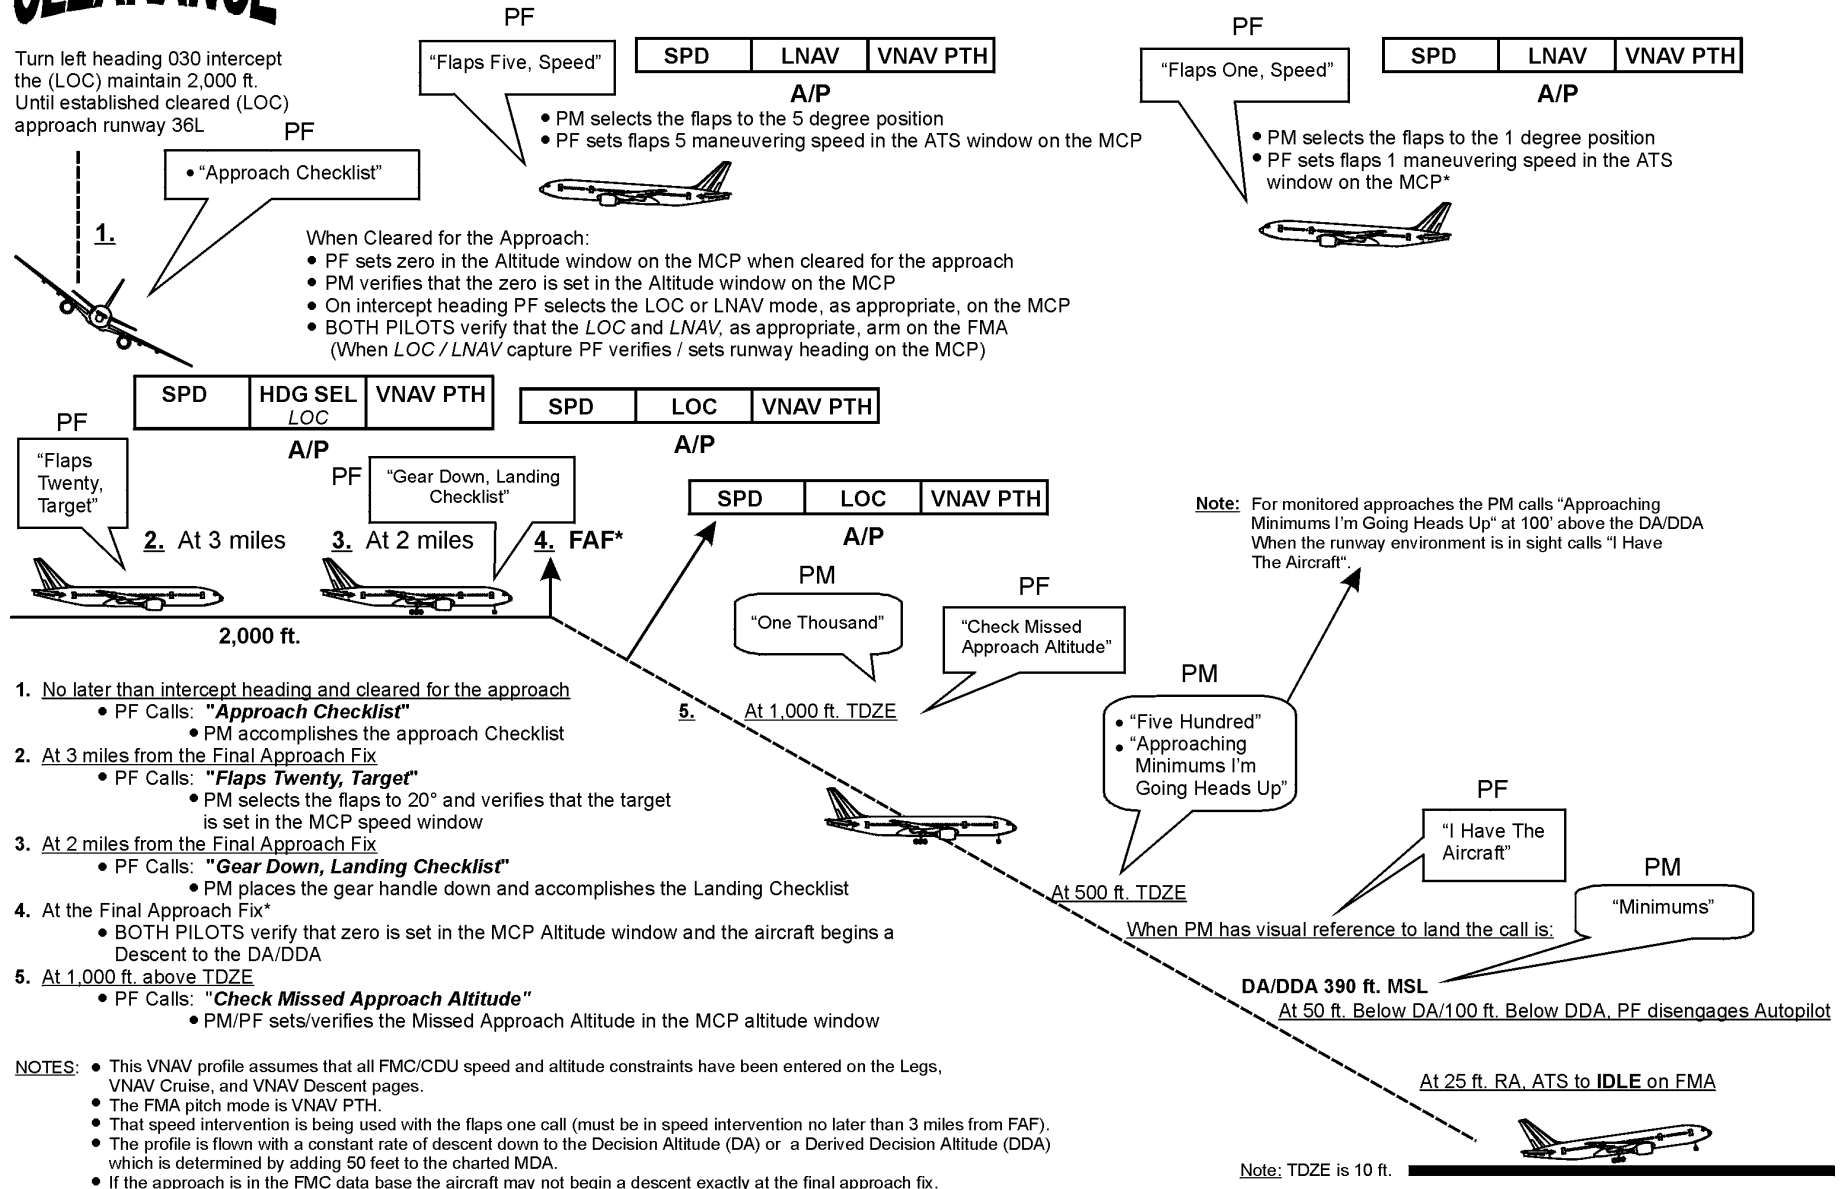 CLEARANCE
Turn left heading 030 intercept
the (LOC) maintain 2,000 ft.
Until established cleared (LOC)
approach runway 36L
PF
• “Approach Checklist”
1.
PF
“Flaps Five, Speed”
SPD LNAV VNAV PTH
A/P
• PM selects the flaps to the 5 degree position
• PF sets flaps 5 maneuvering speed in the ATS window on the MCP
PF
“Flaps One, Speed”
SPD LNAV VNAV PTH
A/P
• PM selects the flaps to the 1 degree position
• PF sets flaps 1 maneuvering speed in the ATS
window on the MCP*
When Cleared for the Approach:
• PF sets zero in the Altitude window on the MCP when cleared for the approach
• PM verifies that the zero is set in the Altitude window on the MCP
• On intercept heading PF selects the LOC or LNAV mode, as appropriate, on the MCP
• BOTH PILOTS verify that the LOC and LNAV, as appropriate, arm on the FMA
(When LOC / LNAV capture PF verifies / sets runway heading on the MCP)
SPD HDG SEL VNAV PTH
LOC
A/P
SPD LOC VNAV PTH
A/P
PF
“Flaps
Twenty,
Target”
2. At 3 miles
PF
“Gear Down, Landing
Checklist”
3. At 2 miles
4. FAF*
2,000 ft.
SPD LOC VNAV PTH
A/P
PM
“One Thousand”
PF
“Check Missed
Approach Altitude”
5. At 1,000 ft. TDZE
Note: For monitored approaches the PM calls “Approaching
Minimums I’m Going Heads Up“ at 100’ above the DA/DDA
When the runway environment is in sight calls “I Have
The Aircraft“.
PM
• “Five Hundred”
• “Approaching
Minimums I’m
Going Heads Up”
At 500 ft. TDZE
PF
“I Have The
Aircraft”
When PM has visual reference to land the call is:
PM
“Minimums”
DA/DDA 390 ft. MSL
At 50 ft. Below DA/100 ft. Below DDA, PF disengages Autopilot
At 25 ft. RA, ATS to IDLE on FMA
Note: TDZE is 10 ft.
1. No later than intercept heading and cleared for the approach
• PF Calls: "Approach Checklist"
• PM accomplishes the approach Checklist
2. At 3 miles from the Final Approach Fix
• PF Calls: "Flaps Twenty, Target"
• PM selects the flaps to 20° and verifies that the target
is set in the MCP speed window
3. At 2 miles from the Final Approach Fix
• PF Calls: "Gear Down, Landing Checklist"
• PM places the gear handle down and accomplishes the Landing Checklist
4. At the Final Approach Fix*
• BOTH PILOTS verify that zero is set in the MCP Altitude window and the aircraft begins a
Descent to the DA/DDA
5. At 1,000 ft. above TDZE
• PF Calls: "Check Missed Approach Altitude"
• PM/PF sets/verifies the Missed Approach Altitude in the MCP altitude window
NOTES: • This VNAV profile assumes that all FMC/CDU speed and altitude constraints have been entered on the Legs,
VNAV Cruise, and VNAV Descent pages.
• The FMA pitch mode is VNAV PTH.
• That speed intervention is being used with the flaps one call (must be in speed intervention no later than 3 miles from FAF).
• The profile is flown with a constant rate of descent down to the Decision Altitude (DA) or a Derived Decision Altitude (DDA)
which is determined by adding 50 feet to the charted MDA.
• If the approach is in the FMC data base the aircraft may not begin a descent exactly at the final approach fix.